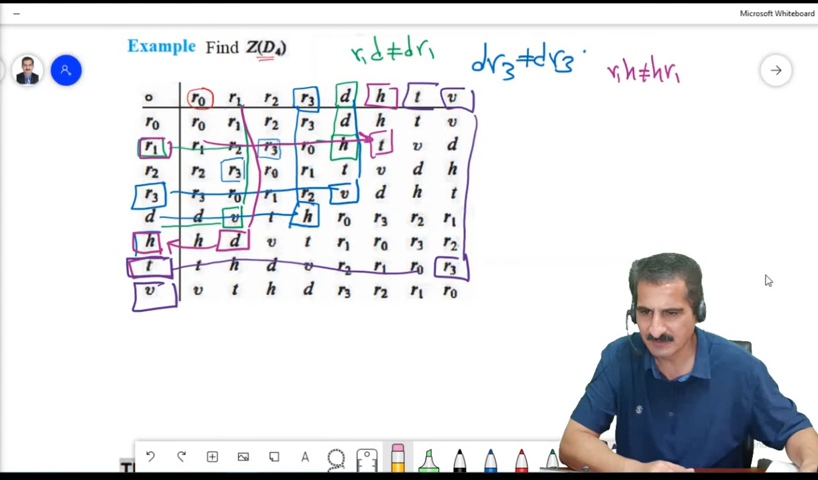 Microsoft Whiteboard
Example Find Z(D₄)
r₁d≠dr₁
dr₃≠dr₃
r₁h≠hr₁
∘ r₀ r₁ r₂ r₃ d h t v
r₀ r₀ r₁ r₂ r₃ d h t v
r₁ r₁ r₂ r₃ r₀ h t v d
r₂ r₂ r₃ r₀ r₁ t v d h
r₃ r₃ r₀ r₁ r₂ v d h t
d d v t h r₀ r₃ r₂ r₁
h h d v t r₁ r₀ r₃ r₂
t t h d v r₂ r₁ r₀ r₃
v v t h d r₃ r₂ r₁ r₀